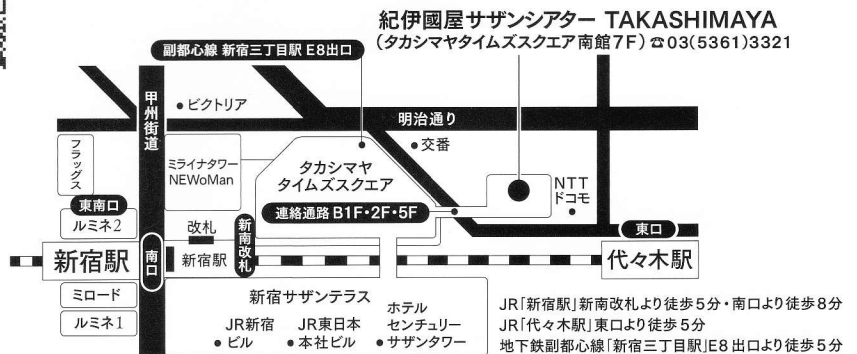 紀伊國屋サザンシアター TAKASHIMAYA
(タカシマヤタイムズスクエア南館7F) ☎03(5361)3321
副都心線 新宿三丁目駅 E8出口
甲州街道
ビクトリア
明治通り
交番
フラッグス
ミライナタワー
NEWoMan
タカシマヤ
タイムズスクエア
NTT
ドコモ
連絡通路 B1F・2F・5F
東南口
ルミネ2
改札
新南改札
東口
新宿駅
南口
新宿駅
代々木駅
ミロード
ルミネ1
新宿サザンテラス
JR新宿
ビル
JR東日本
本社ビル
ホテル
センチュリー
サザンタワー
JR「新宿駅」新南改札より徒歩5分・南口より徒歩8分
JR「代々木駅」東口より徒歩5分
地下鉄副都心線「新宿三丁目駅」E8出口より徒歩5分